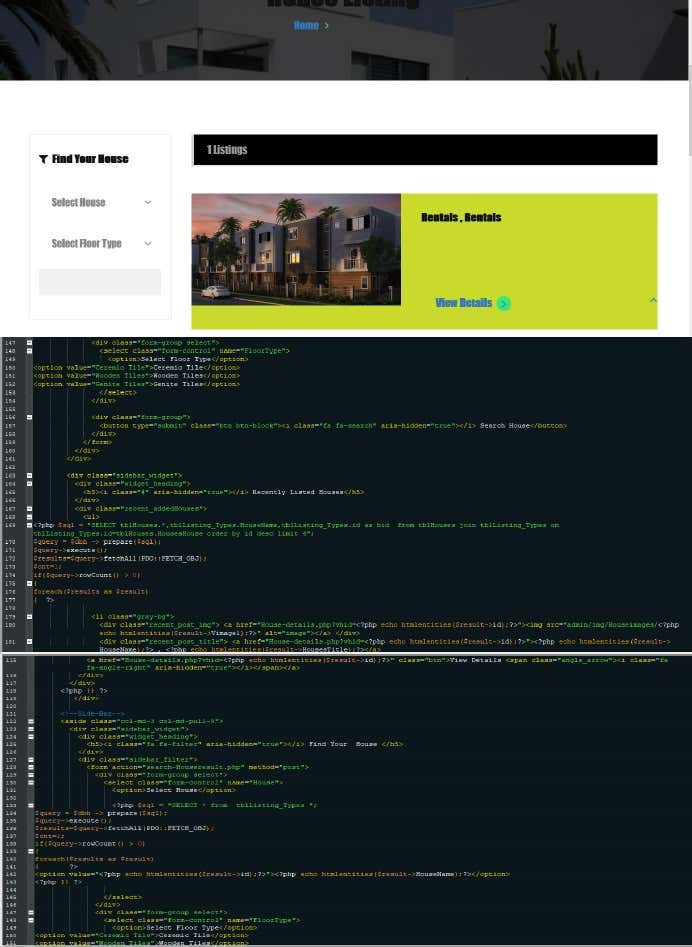 House Listing
Home >
Find Your House
Select House
Select Floor Type
1 Listings
Rentals , Rentals
View Details
147 <div class="form-group select">
148 <select class="form-control" name="FloorType">
149 <option>Select Floor Type</option>
150 <option value="Ceremic Tile">Ceremic Tile</option>
151 <option value="Wooden Tiles">Wooden Tiles</option>
152 <option value="Genite Tiles">Genite Tiles</option>
153 </select>
154 </div>
155
156 <div class="form-group">
157 <button type="submit" class="btn btn-block"><i class="fa fa-search" aria-hidden="true"></i> Search House</button>
158 </div>
159 </form>
160 </div>
161 </div>
162
163 <div class="sidebar_widget">
164 <div class="widget_heading">
165 <h5><i class="#" aria-hidden="true"></i> Recently Listed Houses</h5>
166 </div>
167 <div class="recent_addedHouses">
168 <ul>
169 <?php $sql = "SELECT tblHouses.*,tblListing_Types.HouseName,tblListing_Types.id as bid  from tblHouses join tblListing_Types on
tblListing_Types.id=tblHouses.HousesHouse order by id desc limit 4";
170 $query = $dbh -> prepare($sql);
171 $query->execute();
172 $results=$query->fetchAll(PDO::FETCH_OBJ);
173 $cnt=1;
174 if($query->rowCount() > 0)
175 {
176 foreach($results as $result)
177 {  ?>
178
179 <li class="gray-bg">
180 <div class="recent_post_img"> <a href="House-details.php?vhid=<?php echo htmlentities($result->id);?>"><img src="admin/img/Houseimages/<?php
echo htmlentities($result->Vimage1);?>" alt="image"></a> </div>
181 <div class="recent_post_title"> <a href="House-details.php?vhid=<?php echo htmlentities($result->id);?>"><?php echo htmlentities($result->
HouseName);?> , <?php echo htmlentities($result->HousesTitle);?></a>
115 <a href="House-details.php?vhid=<?php echo htmlentities($result->id);?>" class="btn">View Details <span class="angle_arrow"><i class="fa
fa-angle-right" aria-hidden="true"></i></span></a>
116 </div>
117 </div>
118 <?php }} ?>
119 </div>
120
121 <!--Side-Bar-->
122 <aside class="col-md-3 col-md-pull-9">
123 <div class="sidebar_widget">
124 <div class="widget_heading">
125 <h5><i class="fa fa-filter" aria-hidden="true"></i> Find Your  House </h5>
126 </div>
127 <div class="sidebar_filter">
128 <form action="search-Houseresult.php" method="post">
129 <div class="form-group select">
130 <select class="form-control" name="House">
131 <option>Select House</option>
132
133 <?php $sql = "SELECT * from  tblListing_Types ";
134 $query = $dbh -> prepare($sql);
135 $query->execute();
136 $results=$query->fetchAll(PDO::FETCH_OBJ);
137 $cnt=1;
138 if($query->rowCount() > 0)
139 {
140 foreach($results as $result)
141 {       ?>
142 <option value="<?php echo htmlentities($result->id);?>"><?php echo htmlentities($result->HouseName);?></option>
143 <?php }} ?>
144
145 </select>
146 </div>
147 <div class="form-group select">
148 <select class="form-control" name="FloorType">
149 <option>Select Floor Type</option>
150 <option value="Ceremic Tile">Ceremic Tile</option>
151 <option value="Wooden Tiles">Wooden Tiles</option>